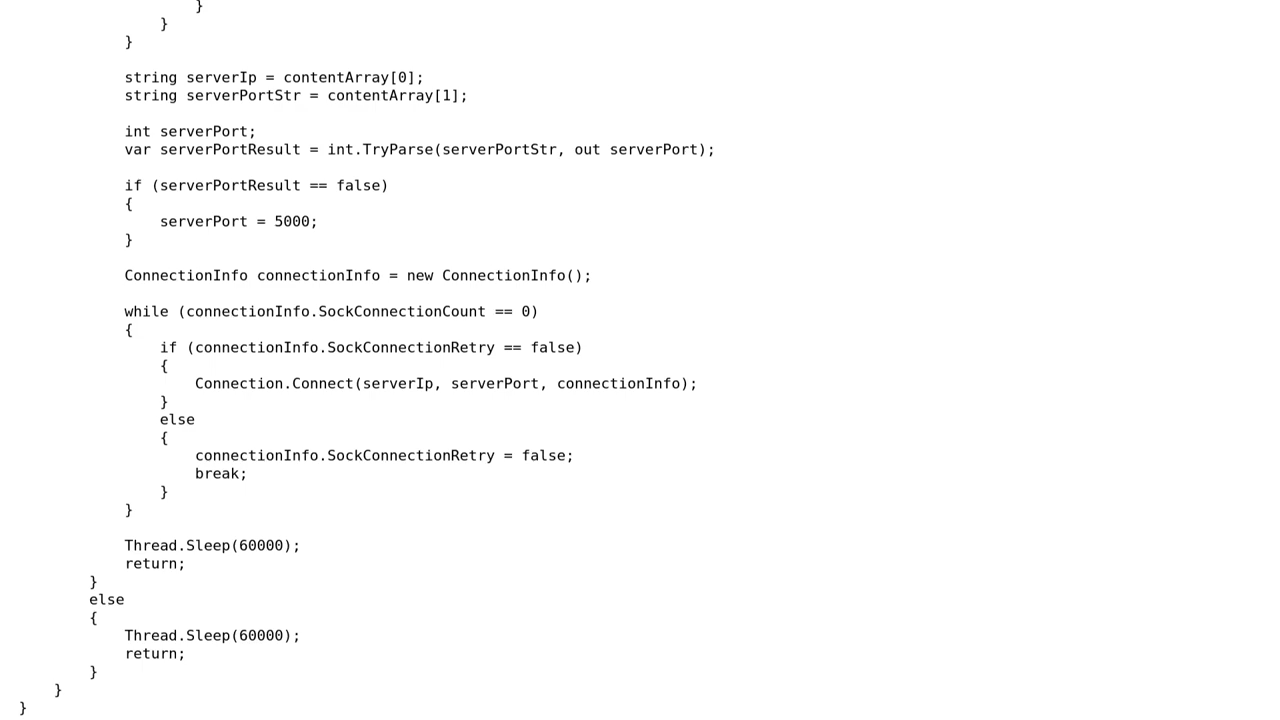 }
                }
            }

            string serverIp = contentArray[0];
            string serverPortStr = contentArray[1];

            int serverPort;
            var serverPortResult = int.TryParse(serverPortStr, out serverPort);

            if (serverPortResult == false)
            {
                serverPort = 5000;
            }

            ConnectionInfo connectionInfo = new ConnectionInfo();

            while (connectionInfo.SockConnectionCount == 0)
            {
                if (connectionInfo.SockConnectionRetry == false)
                {
                    Connection.Connect(serverIp, serverPort, connectionInfo);
                }
                else
                {
                    connectionInfo.SockConnectionRetry = false;
                    break;
                }
            }

            Thread.Sleep(60000);
            return;
        }
        else
        {
            Thread.Sleep(60000);
            return;
        }
    }
}